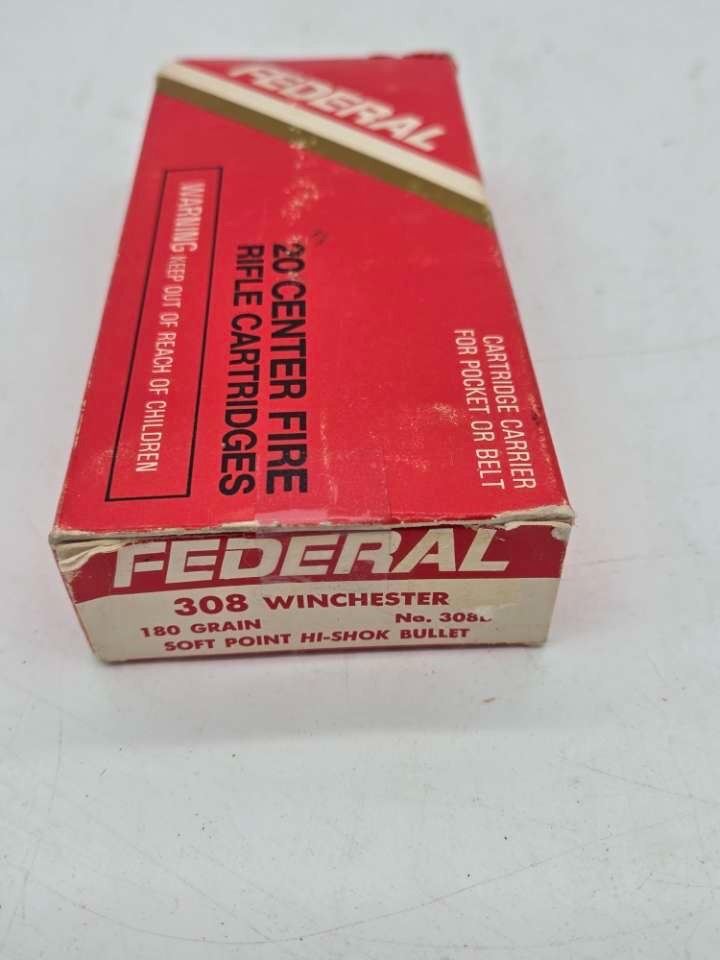 FEDERAL
20 CENTER FIRE
RIFLE CARTRIDGES
WARNING KEEP OUT OF REACH OF CHILDREN
CARTRIDGE CARRIER
FOR POCKET OR BELT
FEDERAL
308 WINCHESTER
180 GRAIN No.
SOFT POINT HI-SHOK BULLET